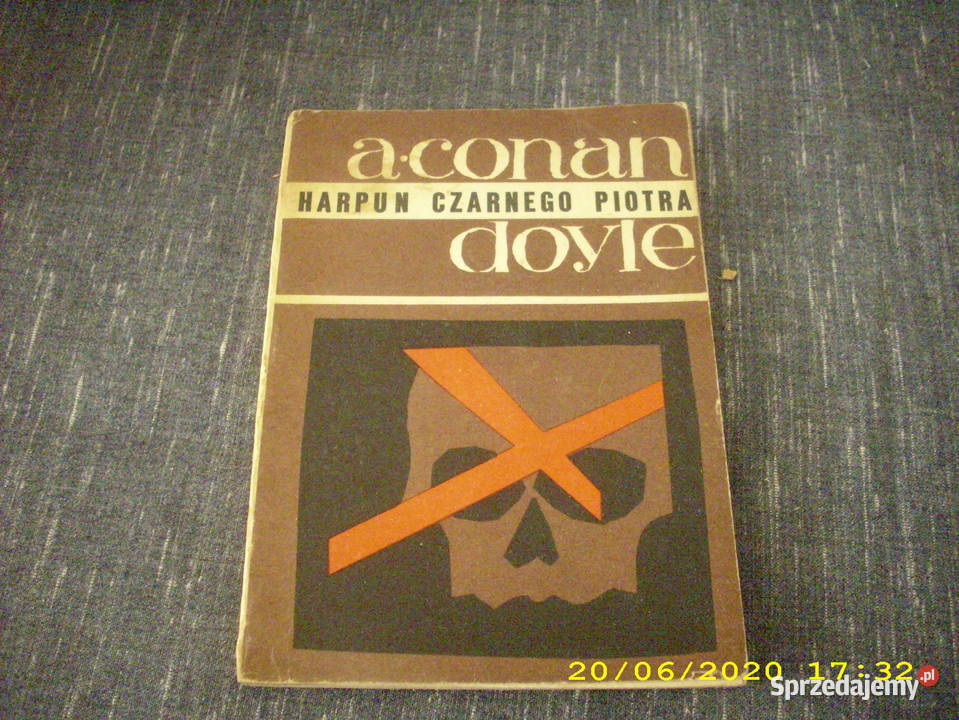 a·conan
HARPUN CZARNEGO PIOTRA
doyle
20/06/2020 17:32
Sprzedajemy.pl